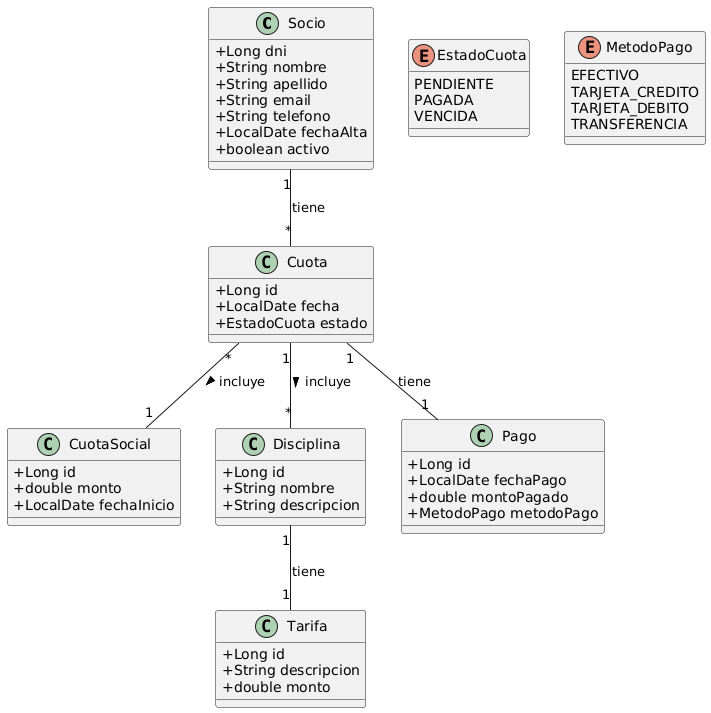 C Socio
+Long dni
+String nombre
+String apellido
+String email
+String telefono
+LocalDate fechaAlta
+boolean activo
E EstadoCuota
PENDIENTE
PAGADA
VENCIDA
E MetodoPago
EFECTIVO
TARJETA_CREDITO
TARJETA_DEBITO
TRANSFERENCIA
1
tiene
*
C Cuota
+Long id
+LocalDate fecha
+EstadoCuota estado
*
incluye
1
1
incluye
*
1
tiene
1
C CuotaSocial
+Long id
+double monto
+LocalDate fechaInicio
C Disciplina
+Long id
+String nombre
+String descripcion
C Pago
+Long id
+LocalDate fechaPago
+double montoPagado
+MetodoPago metodoPago
1
tiene
1
C Tarifa
+Long id
+String descripcion
+double monto